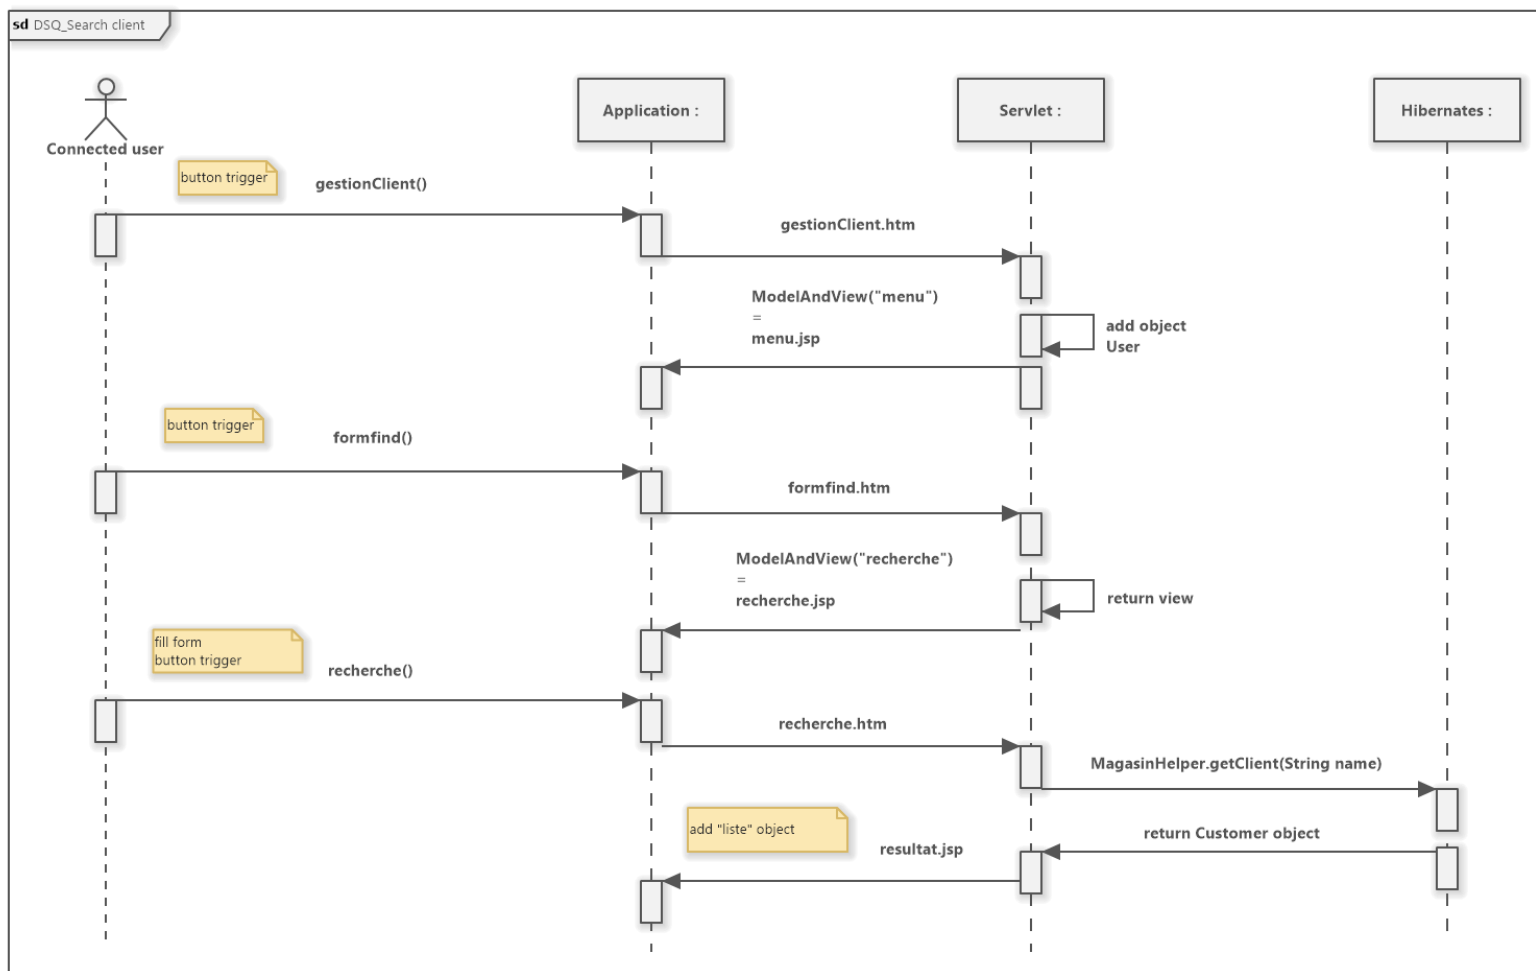 sd DSQ_Search client
Connected user
Application :
Servlet :
Hibernates :
button trigger
gestionClient()
gestionClient.htm
ModelAndView("menu")
=
menu.jsp
add object
User
button trigger
formfind()
formfind.htm
ModelAndView("recherche")
=
recherche.jsp
return view
fill form
button trigger
recherche()
recherche.htm
MagasinHelper.getClient(String name)
return Customer object
add "liste" object
resultat.jsp